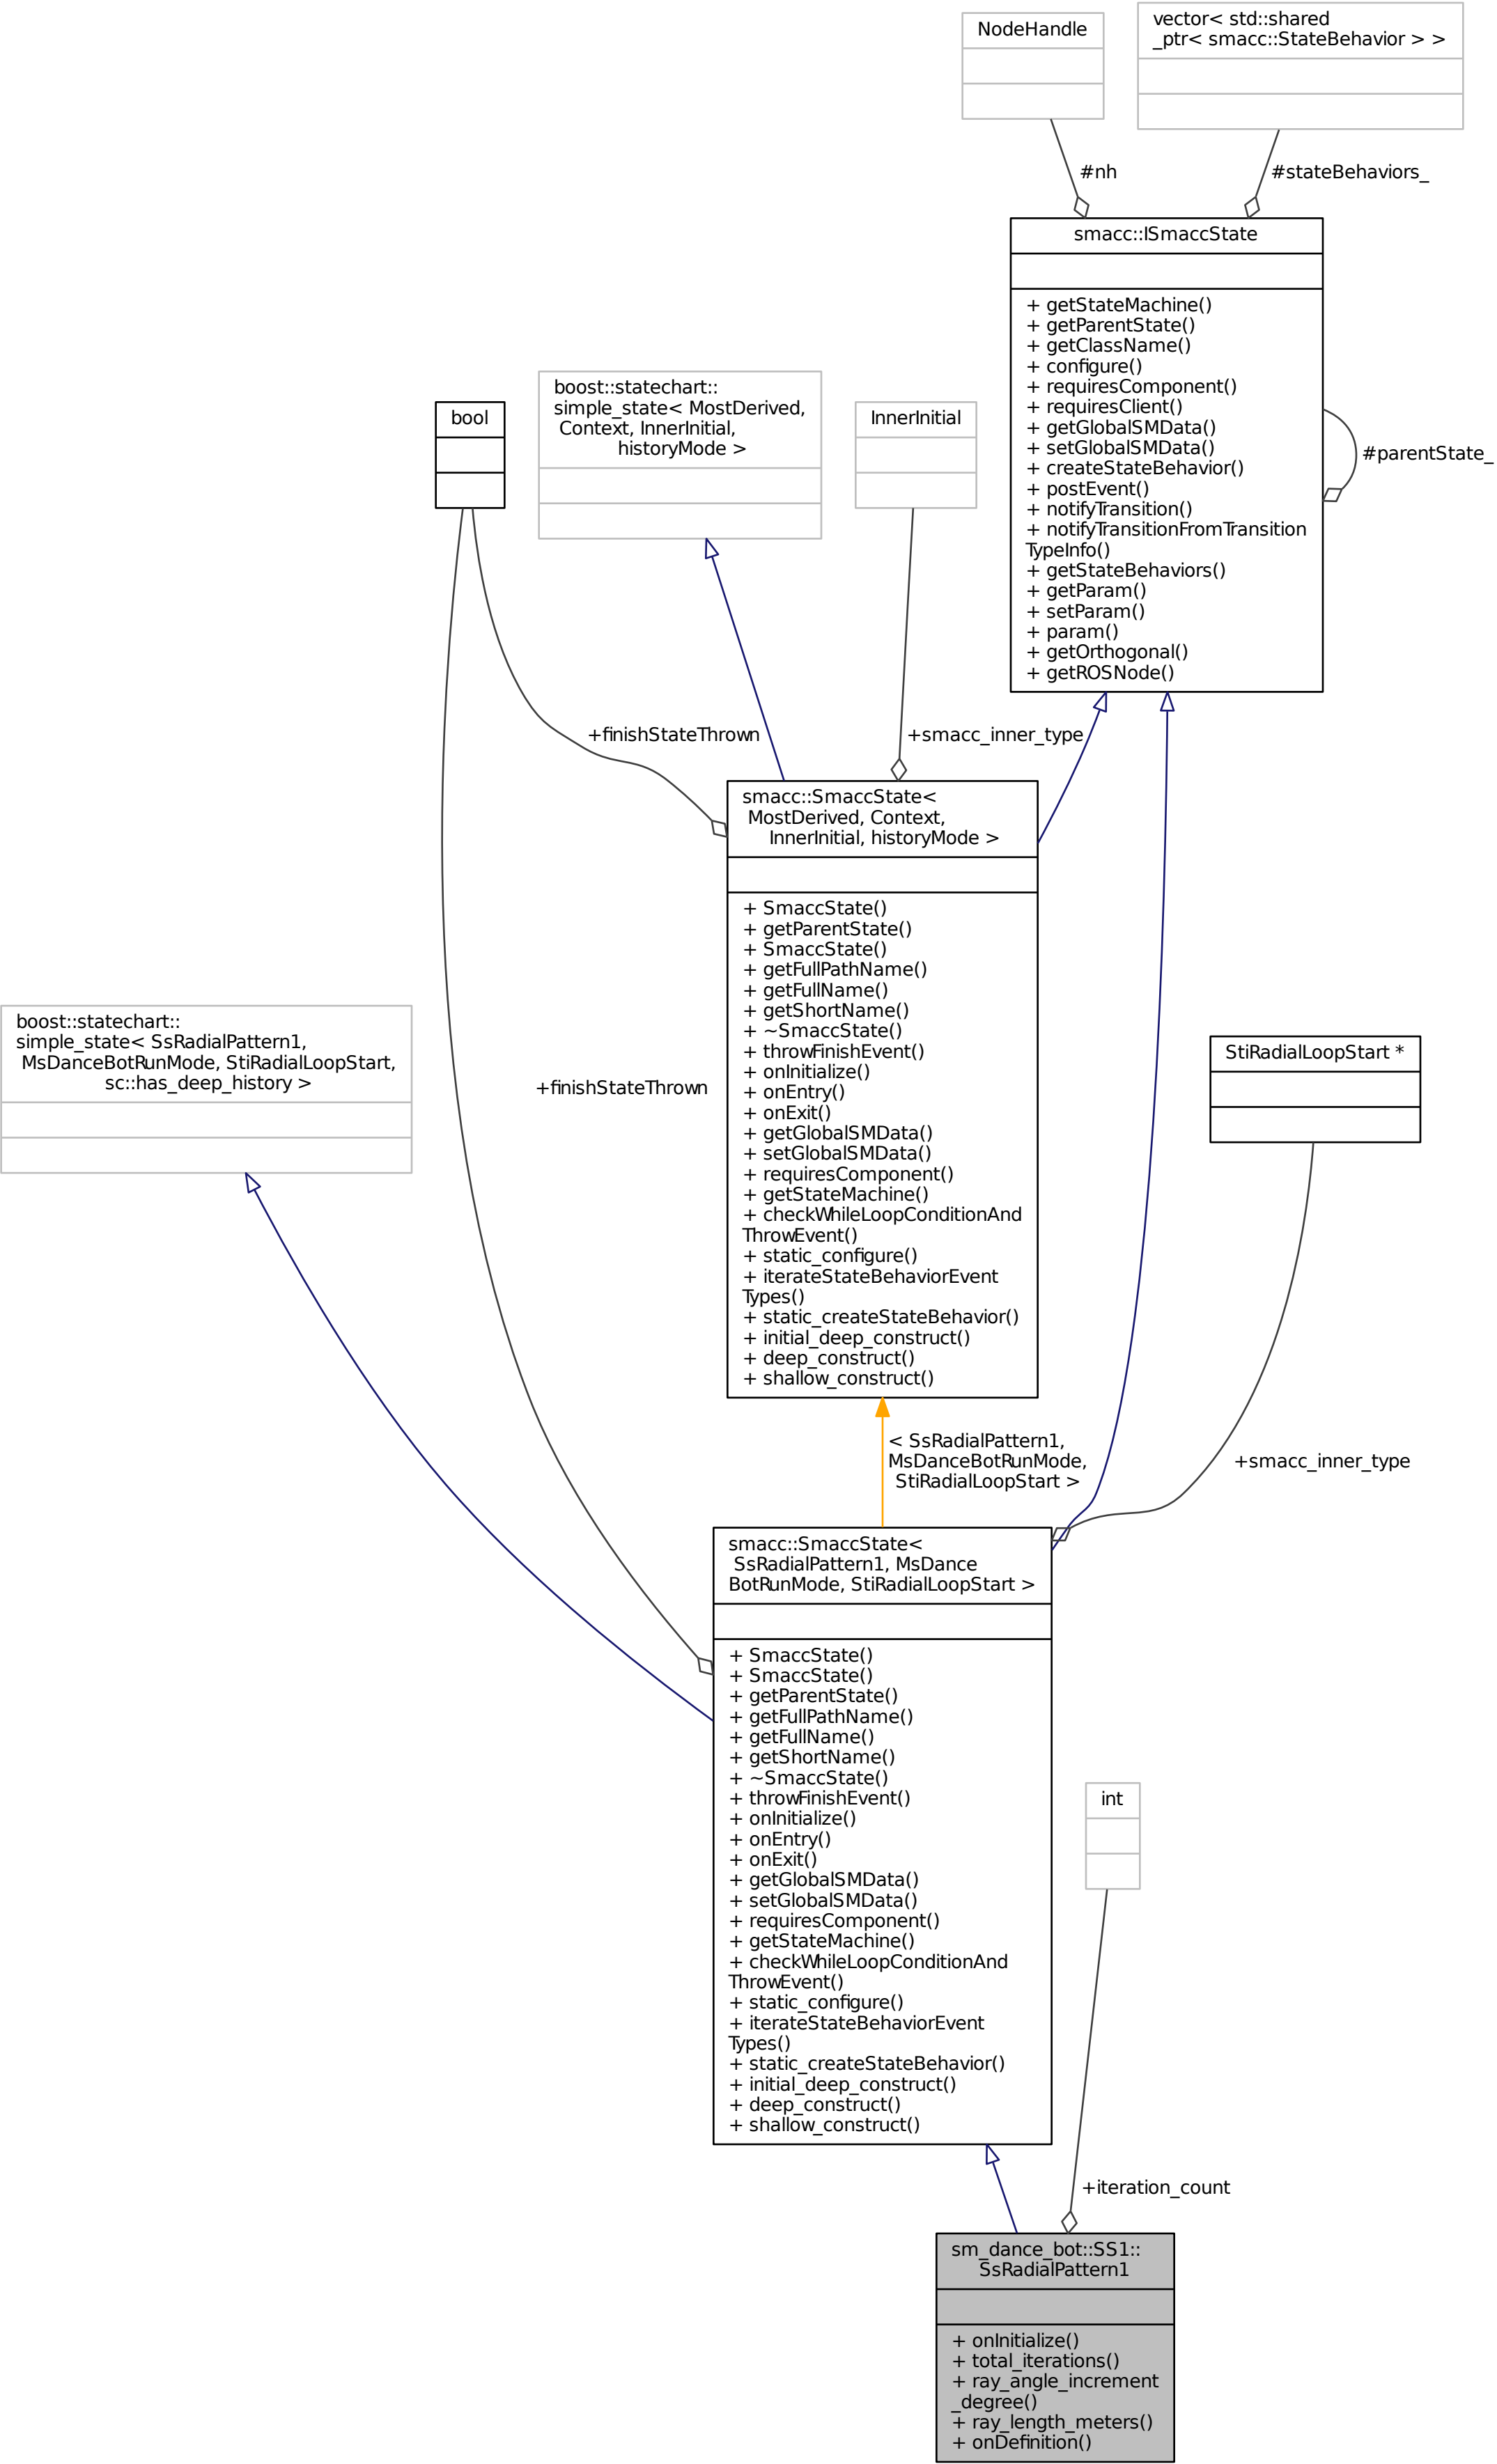 NodeHandle
vector< std::shared
_ptr< smacc::StateBehavior > >
#nh
#stateBehaviors_
smacc::ISmaccState
+ getStateMachine()
+ getParentState()
+ getClassName()
+ configure()
+ requiresComponent()
+ requiresClient()
+ getGlobalSMData()
+ setGlobalSMData()
+ createStateBehavior()
+ postEvent()
+ notifyTransition()
+ notifyTransitionFromTransition
TypeInfo()
+ getStateBehaviors()
+ getParam()
+ setParam()
+ param()
+ getOrthogonal()
+ getROSNode()
#parentState_
bool
boost::statechart::
simple_state< MostDerived,
Context, InnerInitial,
historyMode >
InnerInitial
+finishStateThrown
+smacc_inner_type
smacc::SmaccState<
MostDerived, Context,
InnerInitial, historyMode >
+ SmaccState()
+ getParentState()
+ SmaccState()
+ getFullPathName()
+ getFullName()
+ getShortName()
+ ~SmaccState()
+ throwFinishEvent()
+ onInitialize()
+ onEntry()
+ onExit()
+ getGlobalSMData()
+ setGlobalSMData()
+ requiresComponent()
+ getStateMachine()
+ checkWhileLoopConditionAnd
ThrowEvent()
+ static_configure()
+ iterateStateBehaviorEvent
Types()
+ static_createStateBehavior()
+ initial_deep_construct()
+ deep_construct()
+ shallow_construct()
boost::statechart::
simple_state< SsRadialPattern1,
MsDanceBotRunMode, StiRadialLoopStart,
sc::has_deep_history >
+finishStateThrown
StiRadialLoopStart *
< SsRadialPattern1,
MsDanceBotRunMode,
StiRadialLoopStart >
+smacc_inner_type
smacc::SmaccState<
SsRadialPattern1, MsDance
BotRunMode, StiRadialLoopStart >
+ SmaccState()
+ SmaccState()
+ getParentState()
+ getFullPathName()
+ getFullName()
+ getShortName()
+ ~SmaccState()
+ throwFinishEvent()
+ onInitialize()
+ onEntry()
+ onExit()
+ getGlobalSMData()
+ setGlobalSMData()
+ requiresComponent()
+ getStateMachine()
+ checkWhileLoopConditionAnd
ThrowEvent()
+ static_configure()
+ iterateStateBehaviorEvent
Types()
+ static_createStateBehavior()
+ initial_deep_construct()
+ deep_construct()
+ shallow_construct()
int
+iteration_count
sm_dance_bot::SS1::
SsRadialPattern1
+ onInitialize()
+ total_iterations()
+ ray_angle_increment
_degree()
+ ray_length_meters()
+ onDefinition()